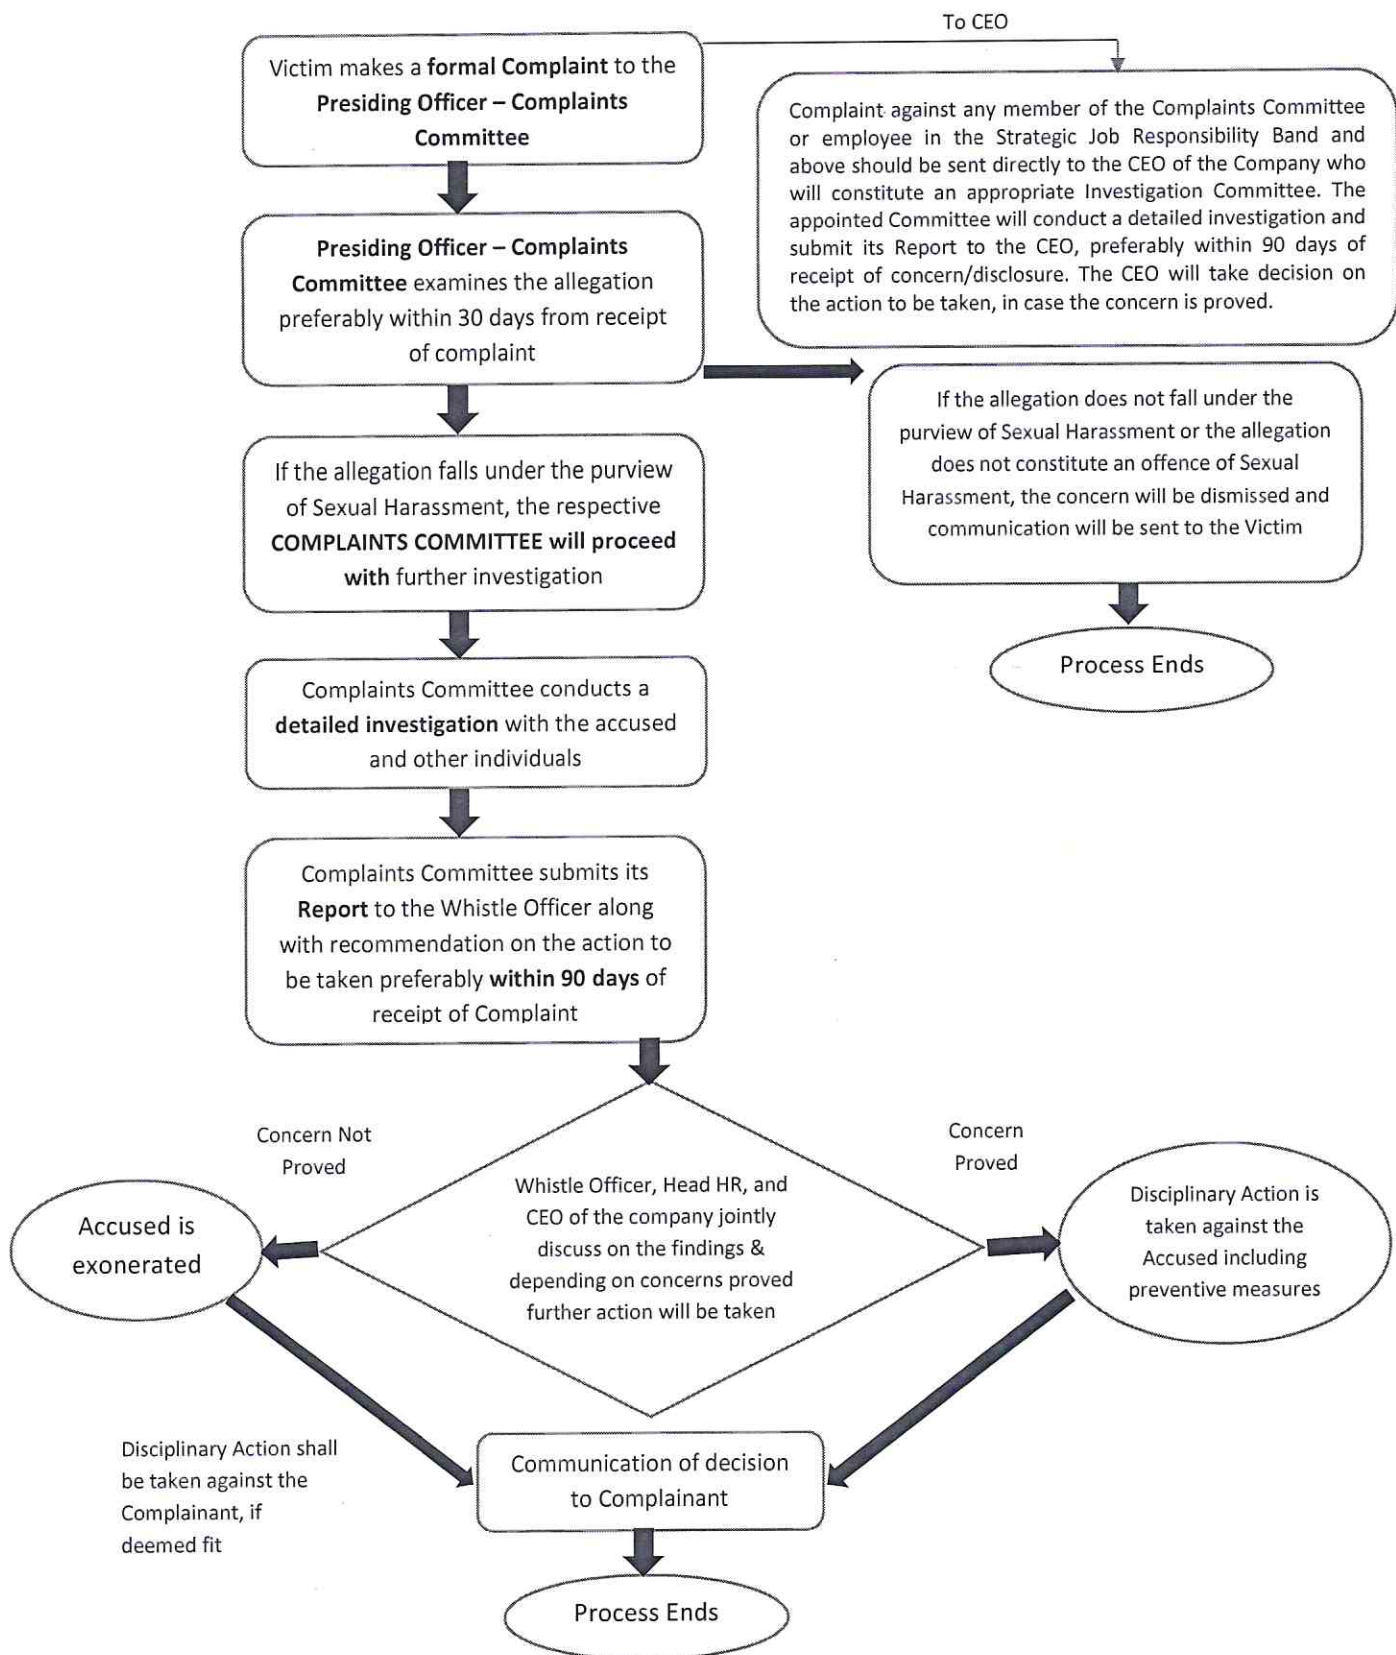 To CEO
Victim makes a formal Complaint to the
Presiding Officer – Complaints
Committee
Complaint against any member of the Complaints Committee
or employee in the Strategic Job Responsibility Band and
above should be sent directly to the CEO of the Company who
will constitute an appropriate Investigation Committee. The
appointed Committee will conduct a detailed investigation and
submit its Report to the CEO, preferably within 90 days of
receipt of concern/disclosure. The CEO will take decision on
the action to be taken, in case the concern is proved.
Presiding Officer – Complaints
Committee examines the allegation
preferably within 30 days from receipt
of complaint
If the allegation does not fall under the
purview of Sexual Harassment or the allegation
does not constitute an offence of Sexual
Harassment, the concern will be dismissed and
communication will be sent to the Victim
If the allegation falls under the purview
of Sexual Harassment, the respective
COMPLAINTS COMMITTEE will proceed
with further investigation
Process Ends
Complaints Committee conducts a
detailed investigation with the accused
and other individuals
Complaints Committee submits its
Report to the Whistle Officer along
with recommendation on the action to
be taken preferably within 90 days of
receipt of Complaint
Concern Not
Proved
Concern
Proved
Whistle Officer, Head HR, and
CEO of the company jointly
discuss on the findings &
depending on concerns proved
further action will be taken
Accused is
exonerated
Disciplinary Action is
taken against the
Accused including
preventive measures
Disciplinary Action shall
be taken against the
Complainant, if
deemed fit
Communication of decision
to Complainant
Process Ends